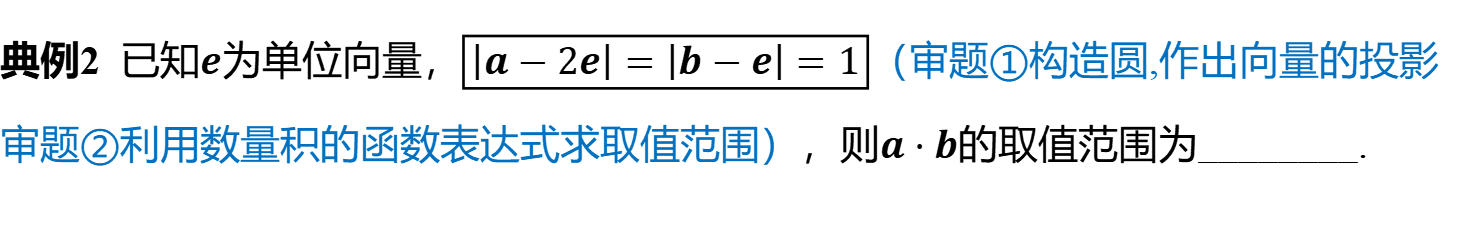 典例2 已知e为单位向量，|a − 2e| = |b − e| = 1（审题①构造圆,作出向量的投影
审题②利用数量积的函数表达式求取值范围），则a · b的取值范围为________.